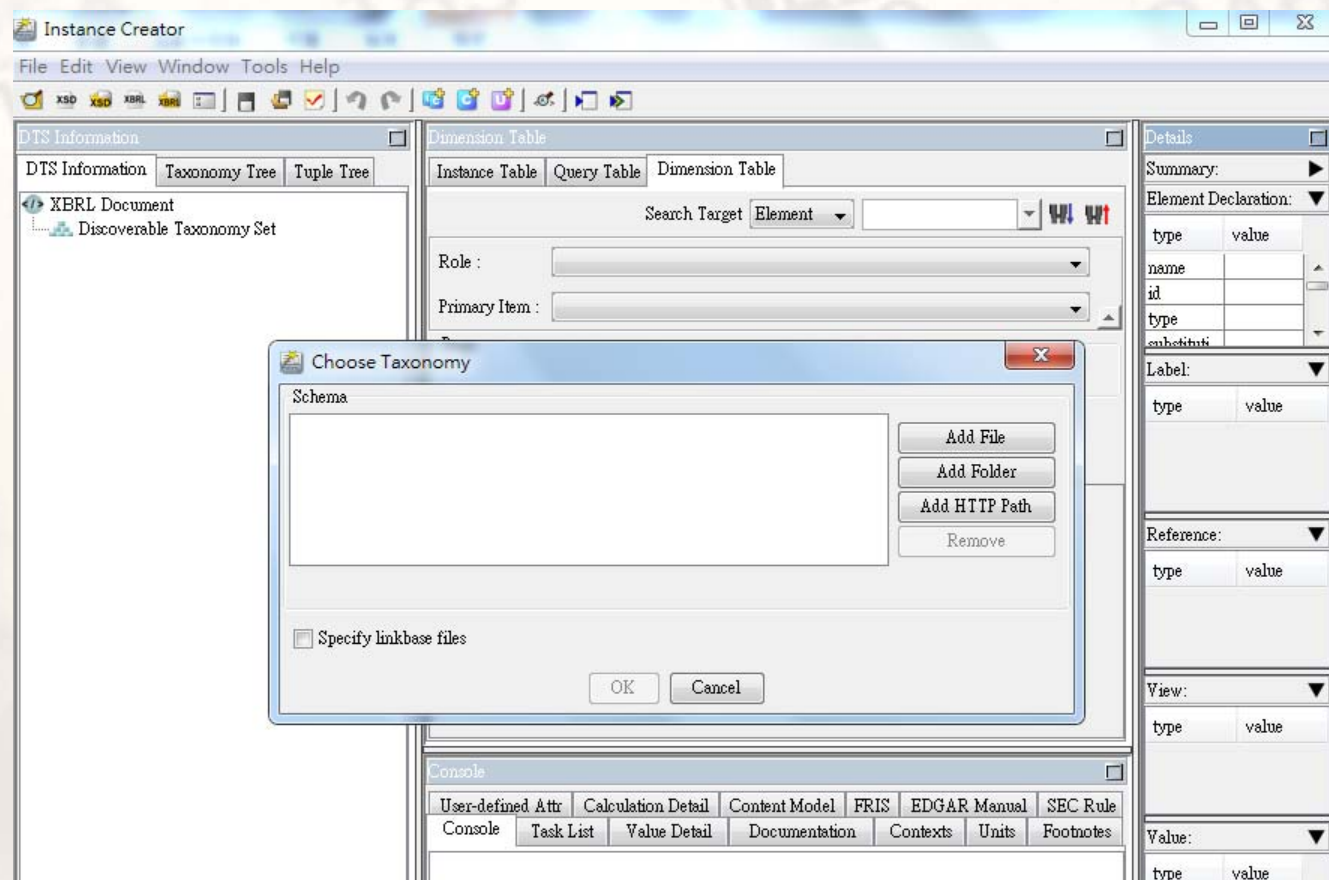 Instance Creator
File Edit View Window Tools Help
XSD XSD XBRL XBRL
DTS Information
DTS Information Taxonomy Tree Tuple Tree
XBRL Document
Discoverable Taxonomy Set
Dimension Table
Instance Table Query Table Dimension Table
Search Target Element
Role :
Primary Item :
Choose Taxonomy
Schema
Add File
Add Folder
Add HTTP Path
Remove
Specify linkbase files
OK Cancel
Console
User-defined Attr Calculation Detail Content Model FRIS EDGAR Manual SEC Rule
Console Task List Value Detail Documentation Contexts Units Footnotes
Details
Summary:
Element Declaration:
type value
name
id
type
substituti
Label:
type value
Reference:
type value
View:
type value
Value:
type value